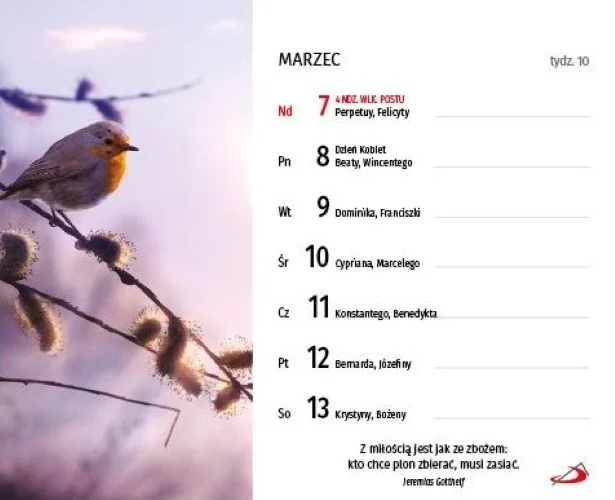 MARZEC
tydz. 10
Nd 7 4 NDZ. WLK. POSTU
Perpetuy, Felicyty
Pn 8 Dzień Kobiet
Beaty, Wincentego
Wt 9 Dominika, Franciszki
Śr 10 Cypriana, Marcelego
Cz 11 Konstantego, Benedykta
Pt 12 Bernarda, Józefiny
So 13 Krystyny, Bożeny
Z miłością jest jak ze zbożem:
kto chce plon zbierać, musi zasiać.
Jeremias Gotthelf